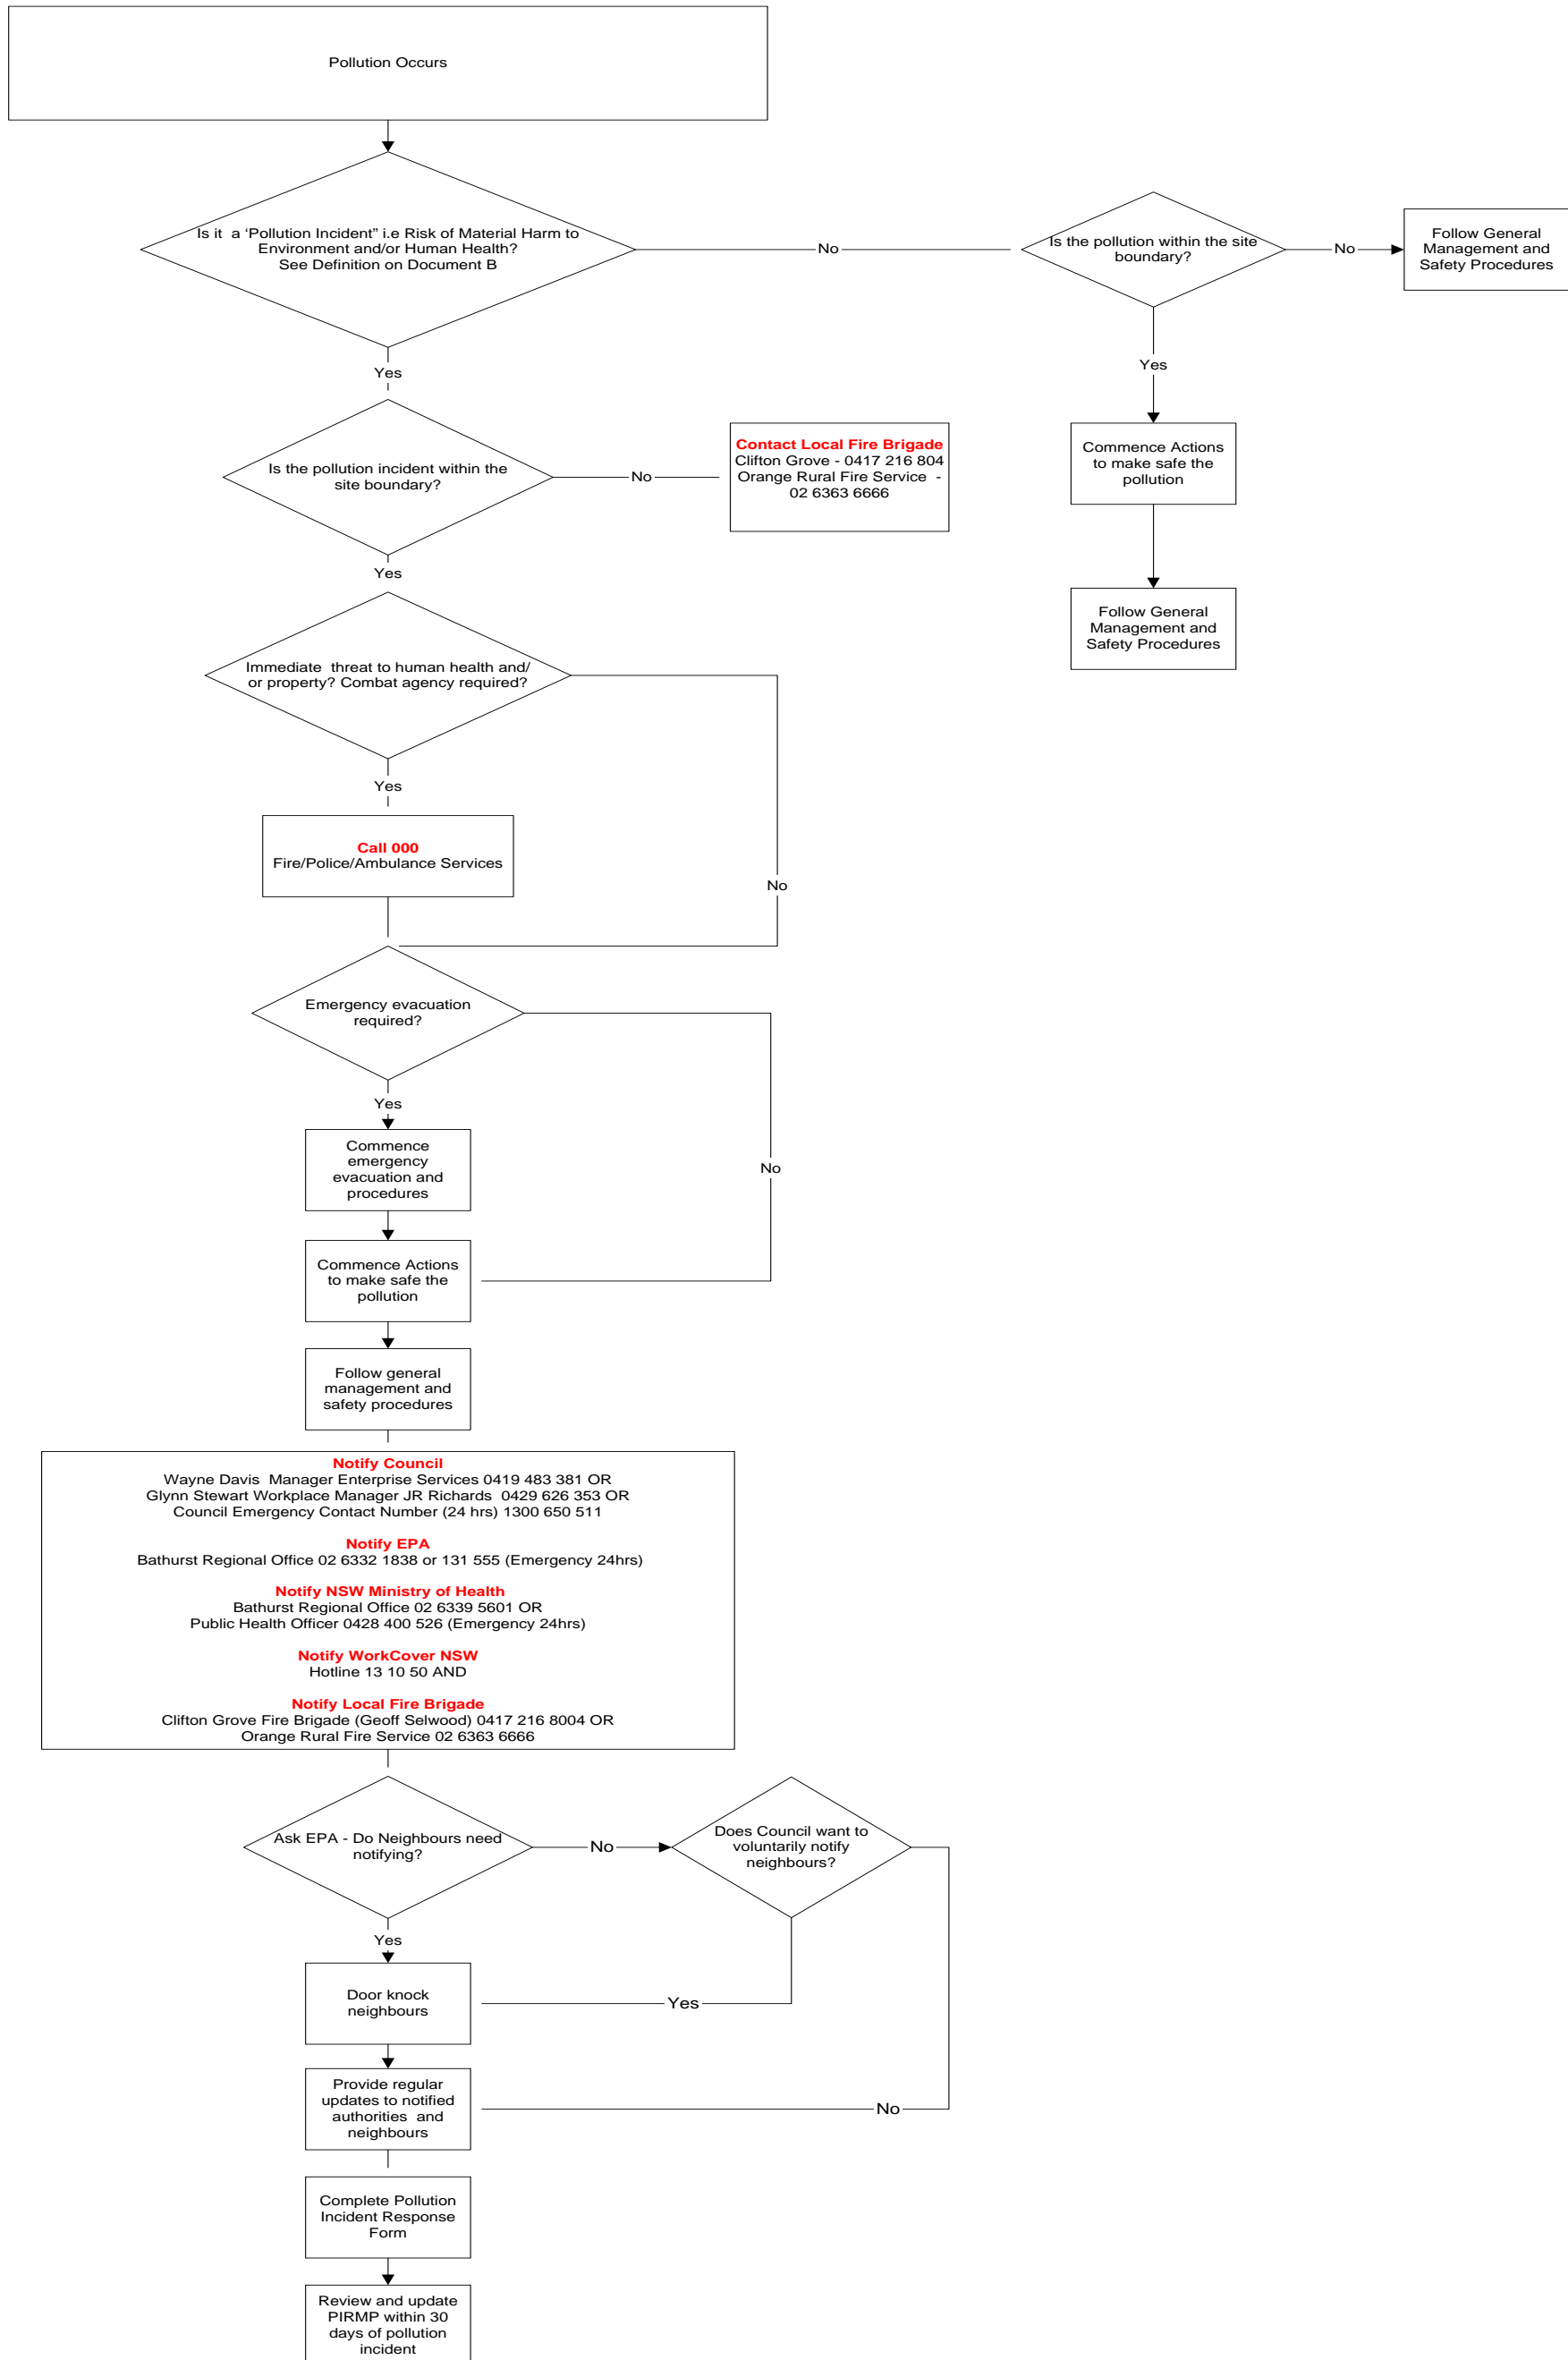 Pollution Occurs
Is it a ‘Pollution Incident” i.e Risk of Material Harm to
Environment and/or Human Health?
See Definition on Document B
No
Is the pollution within the site
boundary?
No
Follow General
Management and
Safety Procedures
Yes
Yes
Commence Actions
to make safe the
pollution
Follow General
Management and
Safety Procedures
Is the pollution incident within the
site boundary?
No
Contact Local Fire Brigade
Clifton Grove - 0417 216 804
Orange Rural Fire Service -
02 6363 6666
Yes
Immediate threat to human health and/
or property? Combat agency required?
Yes
No
Call 000
Fire/Police/Ambulance Services
Emergency evacuation
required?
Yes
No
Commence
emergency
evacuation and
procedures
Commence Actions
to make safe the
pollution
Follow general
management and
safety procedures
Notify Council
Wayne Davis Manager Enterprise Services 0419 483 381 OR
Glynn Stewart Workplace Manager JR Richards 0429 626 353 OR
Council Emergency Contact Number (24 hrs) 1300 650 511
Notify EPA
Bathurst Regional Office 02 6332 1838 or 131 555 (Emergency 24hrs)
Notify NSW Ministry of Health
Bathurst Regional Office 02 6339 5601 OR
Public Health Officer 0428 400 526 (Emergency 24hrs)
Notify WorkCover NSW
Hotline 13 10 50 AND
Notify Local Fire Brigade
Clifton Grove Fire Brigade (Geoff Selwood) 0417 216 8004 OR
Orange Rural Fire Service 02 6363 6666
Ask EPA - Do Neighbours need
notifying?
No
Does Council want to
voluntarily notify
neighbours?
Yes
Door knock
neighbours
Yes
Provide regular
updates to notified
authorities and
neighbours
No
Complete Pollution
Incident Response
Form
Review and update
PIRMP within 30
days of pollution
incident